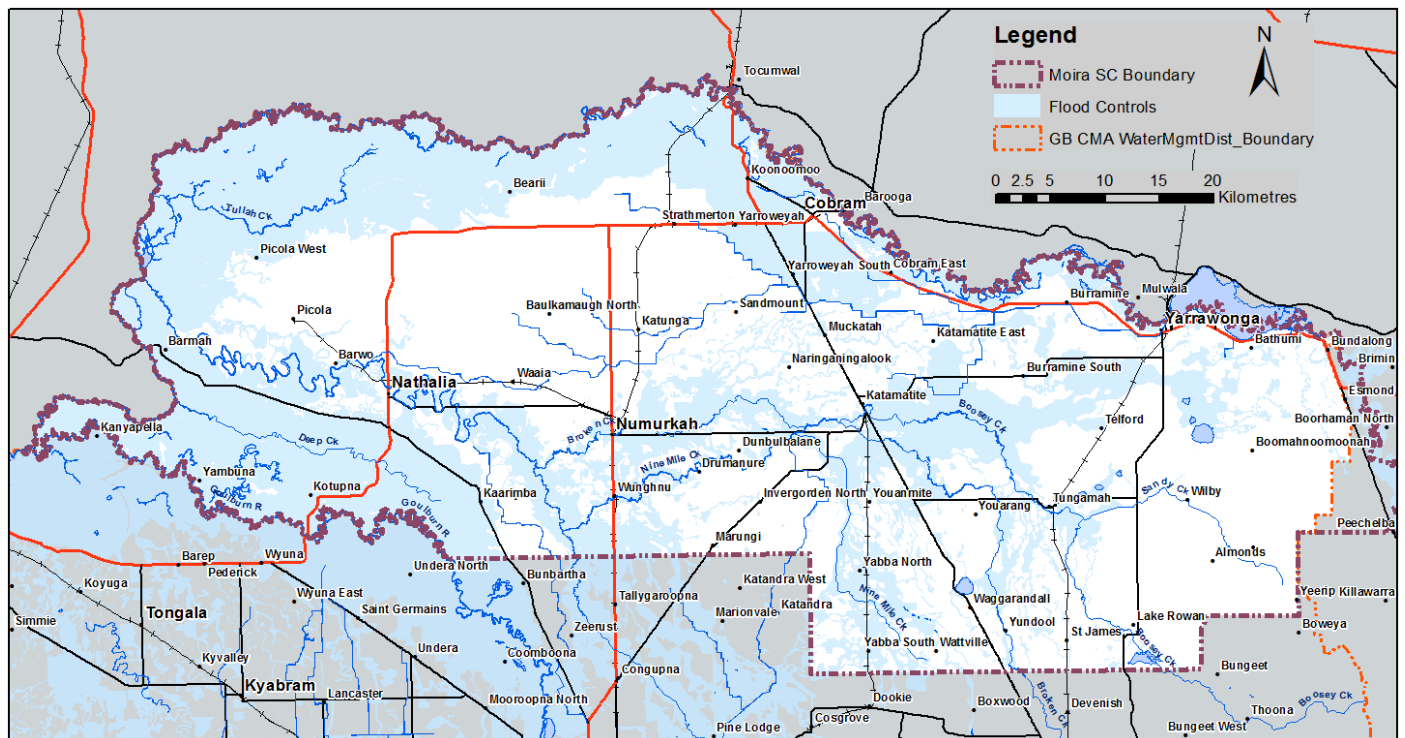 Legend
N
Moira SC Boundary
Flood Controls
GB CMA WaterMgmtDist_Boundary
0 2.5 5 10 15 20
Kilometres
Tocumwal
Koonoomoo
Bearii
Barooga
Cobram
Tullah Ck
Strathmerton
Yarroweyah
Picola West
Yarroweyah South
Cobram East
Burramine
Mulwala
Baulkamaugh North
Sandmount
Picola
Katunga
Muckatah
Katamatite East
Yarrawonga
Bathumi
Bundalong
Brimin
Barmah
Barwo
Naringaningalook
Nathalia
Waaia
Burramine South
Esmond
Katamatite
Boosey Ck
Telford
Boorhaman North
Kanyapella
Deep Ck
Broken Ck
Numurkah
Dunbulbalane
Boomahnoomoonah
Nine Mile Ck
Drumanure
Yambuna
Goulburn R
Kotupna
Kaarimba
Wunghnu
Invergorden North
Youanmite
Youarang
Tungamah
Sandy Ck
Wilby
Goulburn R
Peechelba
Marungi
Almonds
Barep
Pederick
Wyuna
Undera North
Bunbartha
Yabba North
Katandra West
Koyuga
Wyuna East
Saint Germains
Tallygaroopna
Marionvale
Katandra
Nine Mile Ck
Waggarandall
Yeerip
Killawarra
Tongala
Simmie
Zeerust
Yundool
St James
Lake Rowan
Boweya
Undera
Yabba South
Wattville
Boosey Ck
Kyvalley
Coomboona
Congupna
Bungeet
Kyabram
Lancaster
Mooroopna North
Dookie
Boxwood
Broken Ck
Devenish
Boosey Ck
Thoona
Cosgrove
Pine Lodge
Bungeet West